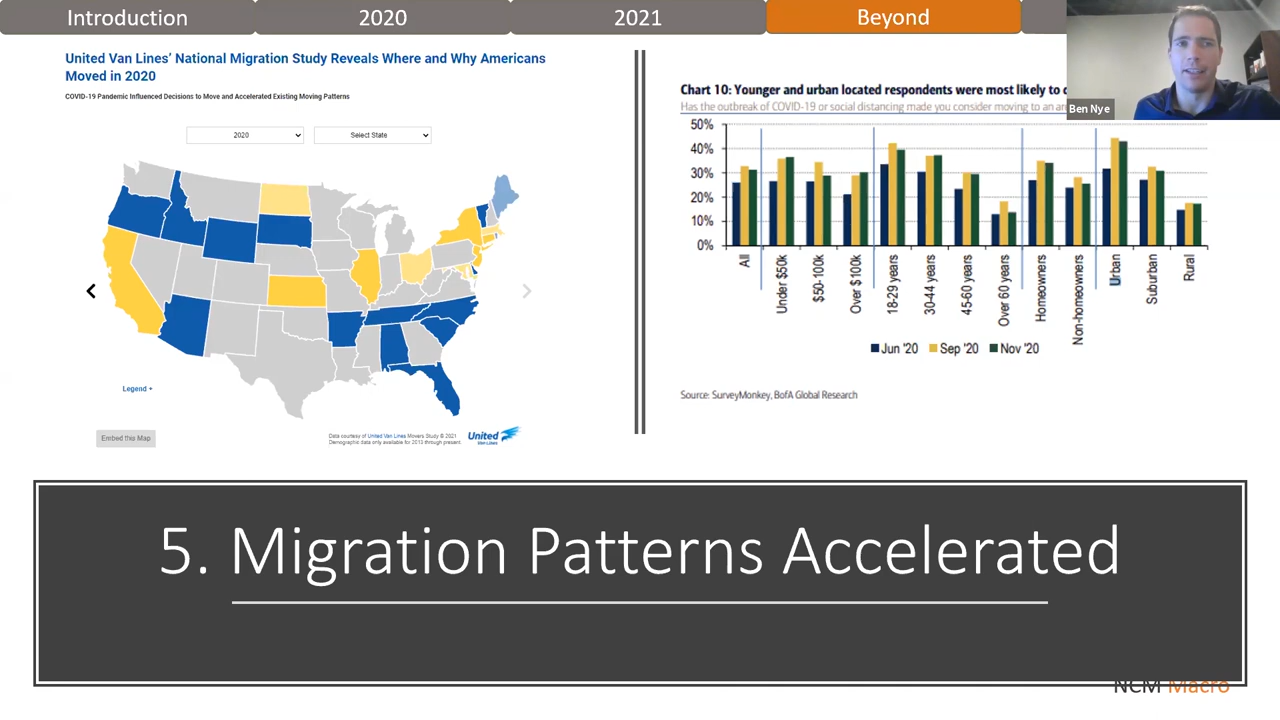 Introduction
2020
2021
Beyond
United Van Lines’ National Migration Study Reveals Where and Why Americans
Moved in 2020
COVID-19 Pandemic Influenced Decisions to Move and Accelerated Existing Moving Patterns
2020
Select State
Legend +
Embed this Map
Data courtesy of United Van Lines Movers Study © 2021
Demographic data only available for 2013 through present.
United
Van Lines
Chart 10: Younger and urban located respondents were most likely to
Has the outbreak of COVID-19 or social distancing made you consider moving to an
Ben Nye
50%
40%
30%
20%
10%
0%
All
Under $50k
$50-100k
Over $100k
18-29 years
30-44 years
45-60 years
Over 60 years
Homeowners
Non-homeowners
Urban
Suburban
Rural
Jun '20
Sep '20
Nov '20
Source: SurveyMonkey, BofA Global Research
5. Migration Patterns Accelerated
NCM Macro